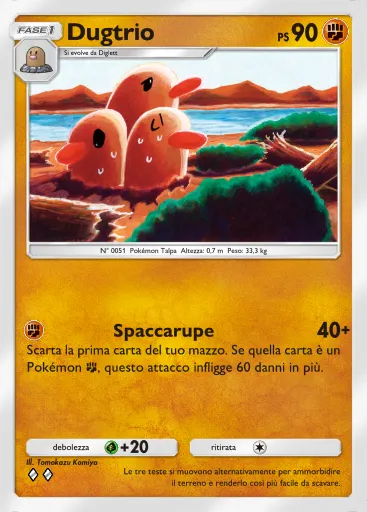 FASE 1
Dugtrio
PS 90
Si evolve da Diglett
N° 0051 Pokémon Talpa Altezza: 0,7 m Peso: 33,3 kg
Spaccarupe 40+
Scarta la prima carta del tuo mazzo. Se quella carta è un
Pokémon , questo attacco infligge 60 danni in più.
debolezza +20 ritirata
Ill. Tomokazu Komiya
Le tre teste si muovono alternativamente per ammorbidire
il terreno e renderlo così più facile da scavare.